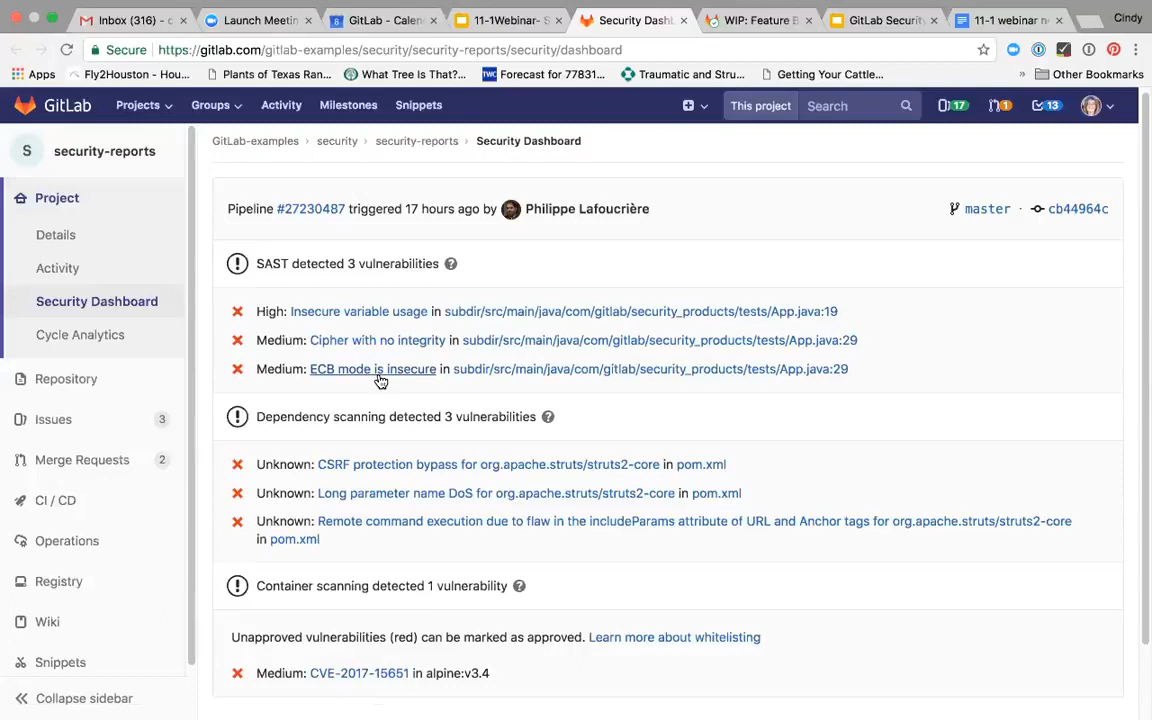 Inbox (316) - c
Launch Meeti
GitLab - Calen
11-1Webinar- S
Security Dashb
WIP: Feature B
GitLab Securit
11-1 webinar n
Cindy
Secure https://gitlab.com/gitlab-examples/security/security-reports/security/dashboard
Apps Fly2Houston - Hou... Plants of Texas Ran... What Tree Is That?... TWC Forecast for 77831... Traumatic and Stru... Getting Your Cattle... » Other Bookmarks
GitLab Projects Groups Activity Milestones Snippets This project Search 17 1 13
S security-reports
Project
Details
Activity
Security Dashboard
Cycle Analytics
Repository
Issues 3
Merge Requests 2
CI / CD
Operations
Registry
Wiki
Snippets
Collapse sidebar
GitLab-examples › security › security-reports › Security Dashboard
Pipeline #27230487 triggered 17 hours ago by Philippe Lafoucrière master · cb44964c
SAST detected 3 vulnerabilities
High: Insecure variable usage in subdir/src/main/java/com/gitlab/security_products/tests/App.java:19
Medium: Cipher with no integrity in subdir/src/main/java/com/gitlab/security_products/tests/App.java:29
Medium: ECB mode is insecure in subdir/src/main/java/com/gitlab/security_products/tests/App.java:29
Dependency scanning detected 3 vulnerabilities
Unknown: CSRF protection bypass for org.apache.struts/struts2-core in pom.xml
Unknown: Long parameter name DoS for org.apache.struts/struts2-core in pom.xml
Unknown: Remote command execution due to flaw in the includeParams attribute of URL and Anchor tags for org.apache.struts/struts2-core
in pom.xml
Container scanning detected 1 vulnerability
Unapproved vulnerabilities (red) can be marked as approved. Learn more about whitelisting
Medium: CVE-2017-15651 in alpine:v3.4